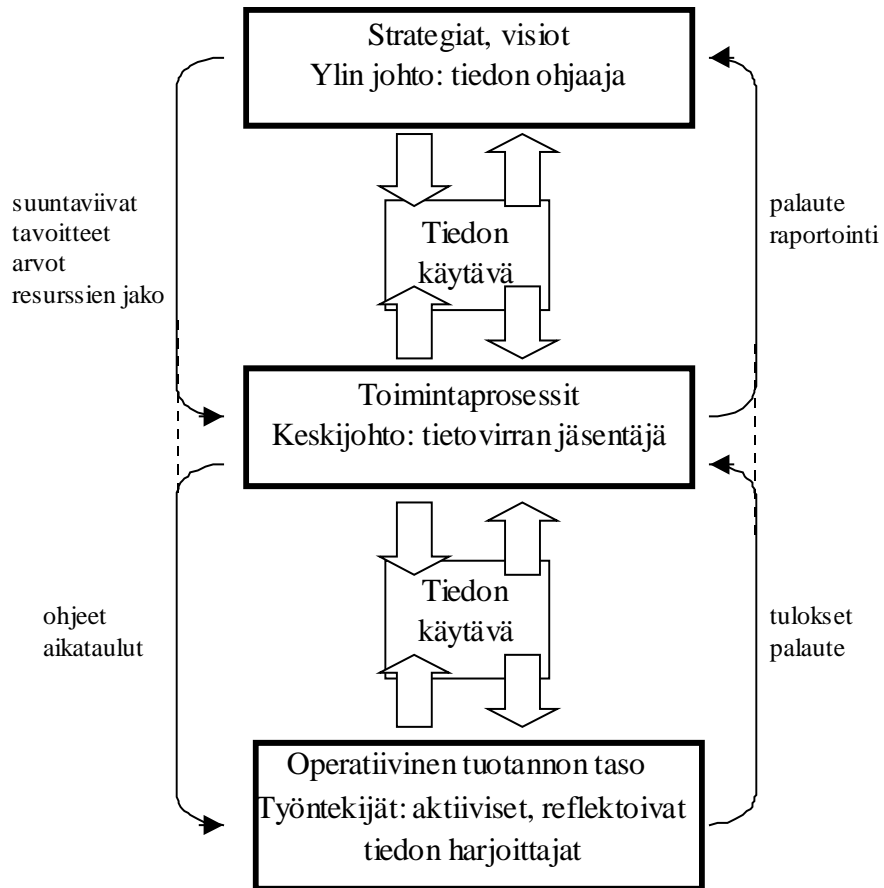 Strategiat, visiot
Ylin johto: tiedon ohjaaja
suuntaviivat
tavoitteet
arvot
resurssien jako
Tiedon
käytävä
palaute
raportointi
Toimintaprosessit
Keskijohto: tietovirran jäsentäjä
ohjeet
aikataulut
Tiedon
käytävä
tulokset
palaute
Operatiivinen tuotannon taso
Työntekijät: aktiiviset, reflektoivat
tiedon harjoittajat